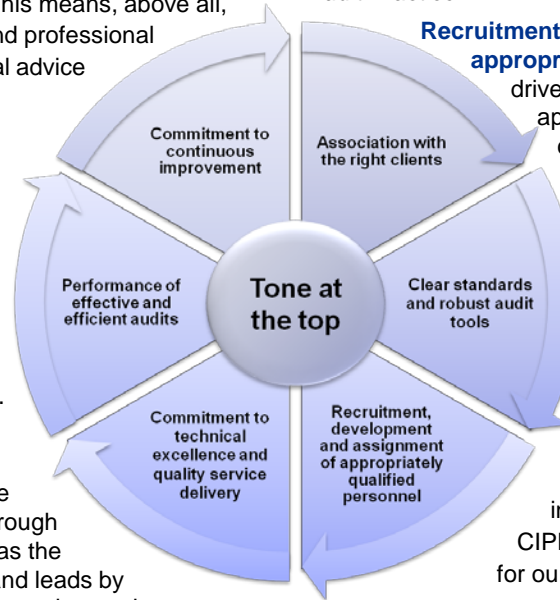 his means, above all,
nd professional
al advice
Recruitment
appropr
drive
ap
Commitment to
continuous
improvement
Association with
the right clients
Clear standards
and robust audit
tools
Recruitment,
development
and assignment
of appropriately
qualified
personnel
Commitment to
technical
excellence and
quality service
delivery
Performance of
effective and
efficient audits
Tone at
the top
e
rough
as the
and leads by
in
CIP
for ou